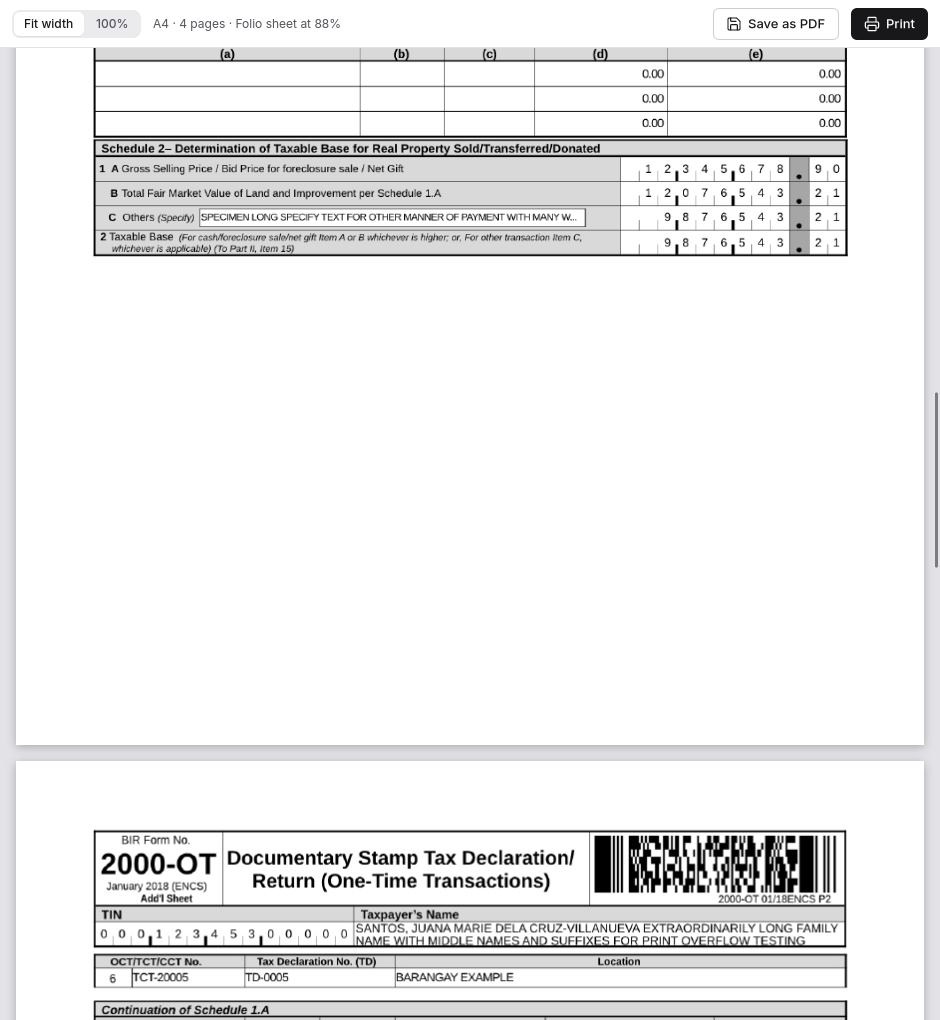 Fit width 100% A4 · 4 pages · Folio sheet at 88% Save as PDF Print
(a) (b) (c) (d) (e)
0.00 0.00
0.00 0.00
0.00 0.00
Schedule 2– Determination of Taxable Base for Real Property Sold/Transferred/Donated
1 A Gross Selling Price / Bid Price for foreclosure sale / Net Gift 1 2 3 4 5 6 7 8 . 9 0
B Total Fair Market Value of Land and Improvement per Schedule 1.A 1 2 0 7 6 5 4 3 . 2 1
C Others (Specify) SPECIMEN LONG SPECIFY TEXT FOR OTHER MANNER OF PAYMENT WITH MANY W... 9 8 7 6 5 4 3 . 2 1
2 Taxable Base (For cash/foreclosure sale/net gift Item A or B whichever is higher; or, For other transaction Item C, 9 8 7 6 5 4 3 . 2 1
whichever is applicable) (To Part II, Item 15)
BIR Form No.
2000-OT
January 2018 (ENCS)
Add'l Sheet
Documentary Stamp Tax Declaration/
Return (One-Time Transactions)
2000-OT 01/18ENCS P2
TIN Taxpayer's Name
0 0 0 1 2 3 4 5 3 0 0 0 0 0 SANTOS, JUANA MARIE DELA CRUZ-VILLANUEVA EXTRAORDINARILY LONG FAMILY
NAME WITH MIDDLE NAMES AND SUFFIXES FOR PRINT OVERFLOW TESTING
OCT/TCT/CCT No. Tax Declaration No. (TD) Location
6 TCT-20005 TD-0005 BARANGAY EXAMPLE
Continuation of Schedule 1.A